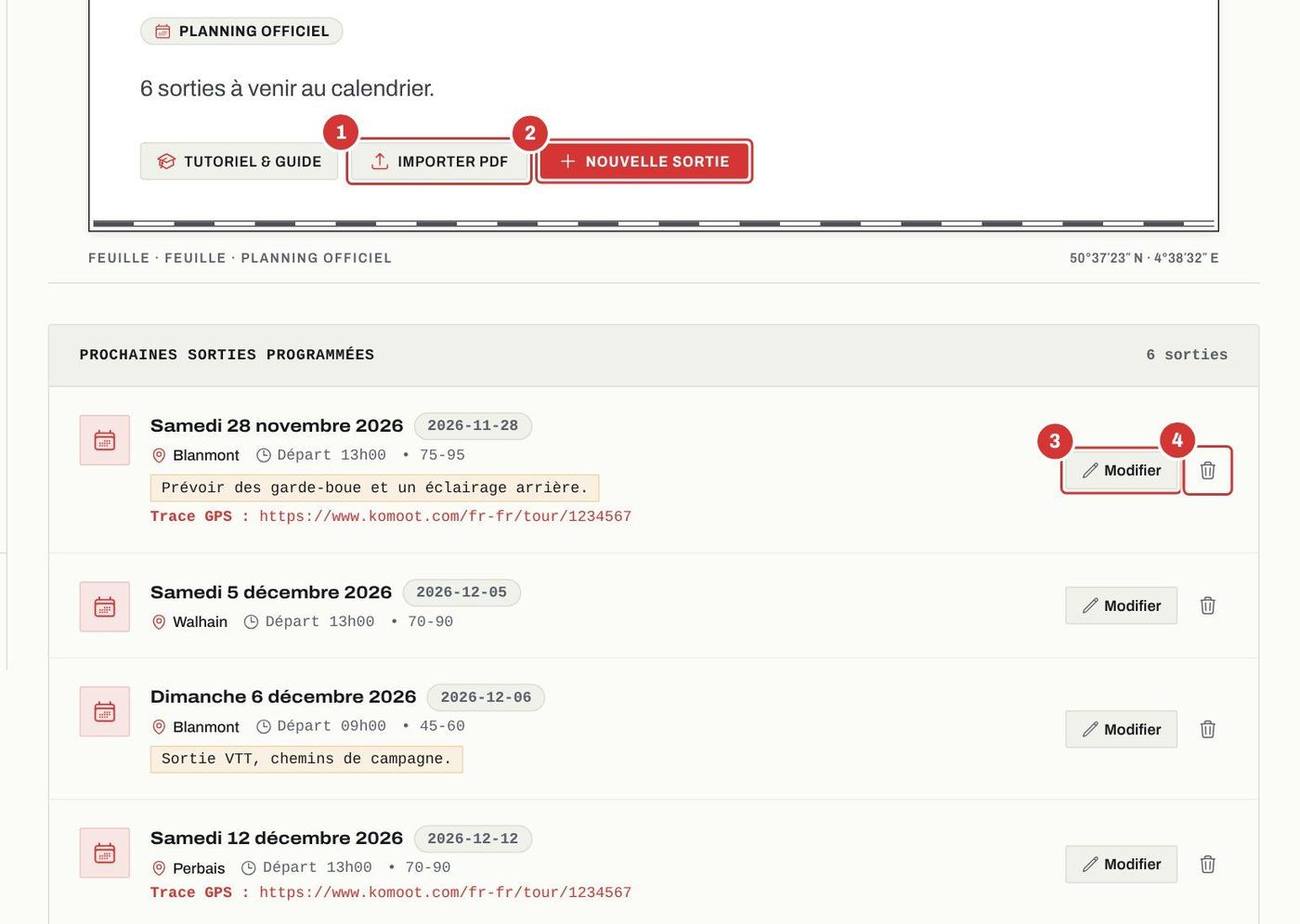 PLANNING OFFICIEL
6 sorties à venir au calendrier.
1 2
TUTORIEL & GUIDE IMPORTER PDF NOUVELLE SORTIE
FEUILLE · FEUILLE · PLANNING OFFICIEL 50°37'23" N · 4°38'32" E
PROCHAINES SORTIES PROGRAMMÉES 6 sorties
Samedi 28 novembre 2026 2026-11-28
Blanmont Départ 13h00 • 75-95
3 4
Modifier
Prévoir des garde-boue et un éclairage arrière.
Trace GPS : https://www.komoot.com/fr-fr/tour/1234567
Samedi 5 décembre 2026 2026-12-05
Walhain Départ 13h00 • 70-90
Modifier
Dimanche 6 décembre 2026 2026-12-06
Blanmont Départ 09h00 • 45-60
Modifier
Sortie VTT, chemins de campagne.
Samedi 12 décembre 2026 2026-12-12
Perbais Départ 13h00 • 70-90
Modifier
Trace GPS : https://www.komoot.com/fr-fr/tour/1234567